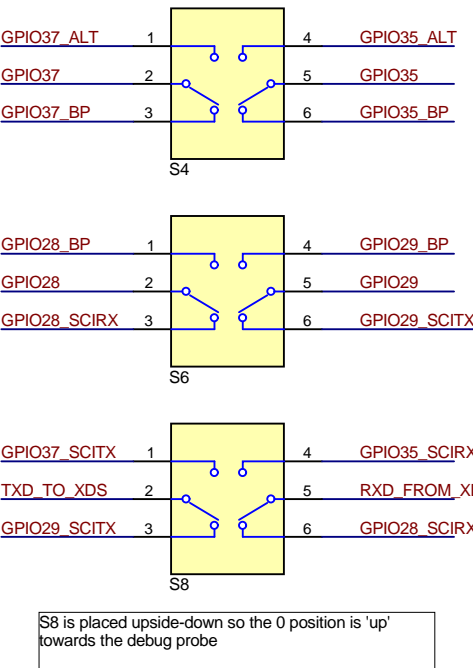 GPIO37_ALT 1 4 GPIO35_ALT
GPIO37 2 5 GPIO35
GPIO37_BP 3 6 GPIO35_BP
S4
GPIO28_BP 1 4 GPIO29_BP
GPIO28 2 5 GPIO29
GPIO28_SCIRX 3 6 GPIO29_SCITX
S6
GPIO37_SCITX 1 4 GPIO35_SCIRX
TXD_TO_XDS 2 5 RXD_FROM_X
GPIO29_SCITX 3 6 GPIO28_SCIRX
S8
S8 is placed upside-down so the 0 position is 'up'
towards the debug probe